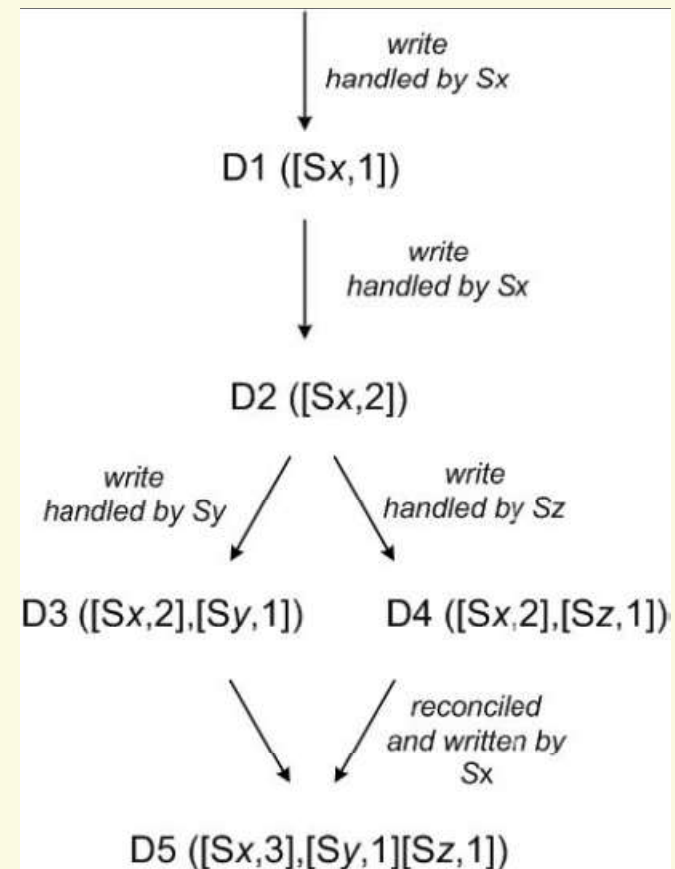 write
handled by Sx
D1 ([Sx,1])
write
handled by Sx
D2 ([Sx,2])
write
handled by Sy
write
handled by Sz
D3 ([Sx,2],[Sy,1])
D4 ([Sx,2],[Sz,1])
reconciled
and written by
Sx
D5 ([Sx,3],[Sy,1][Sz,1])